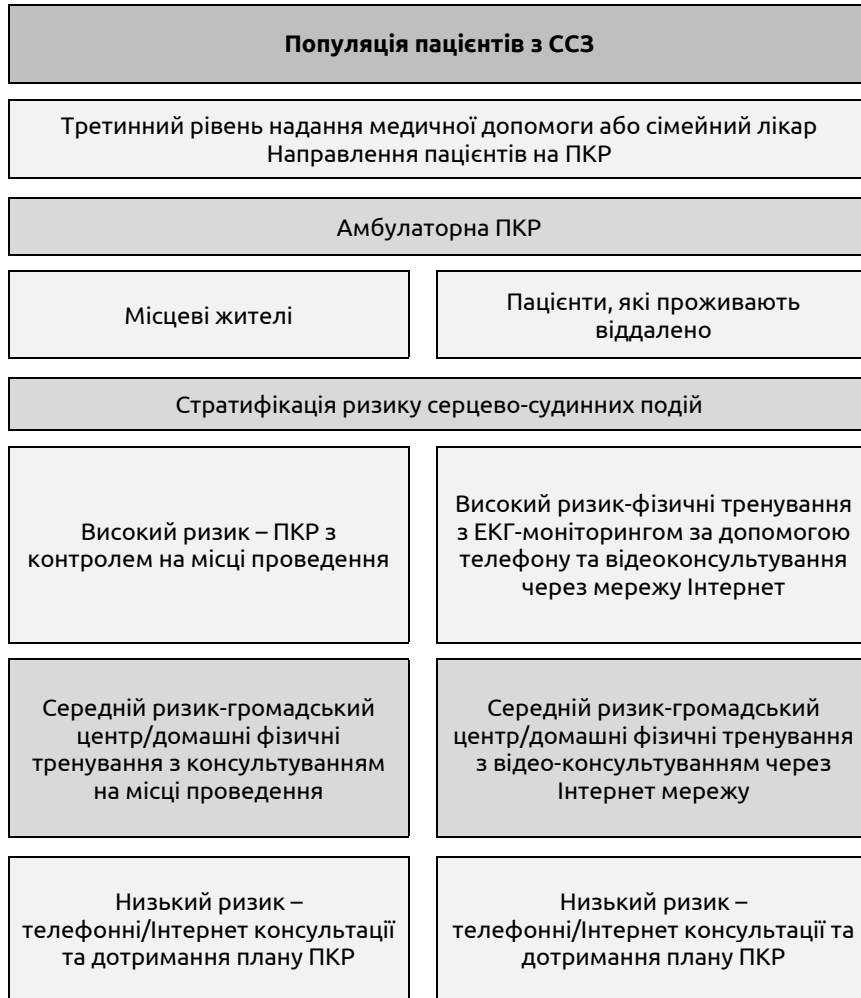 Популяція пацієнтів з ССЗ
Третинний рівень надання медичної допомоги або сімейний лікар
Направлення пацієнтів на ПКР
Амбулаторна ПКР
Місцеві жителі
Пацієнти, які проживають
віддалено
Стратифікація ризику серцево-судинних подій
Високий ризик – ПКР з
контролем на місці проведення
Високий ризик-фізичні тренування
з ЕКГ-моніторингом за допомогою
телефону та відеоконсультування
через мережу Інтернет
Середній ризик-громадський
центр/домашні фізичні
тренування з консультуванням
на місці проведення
Середній ризик-громадський
центр/домашні фізичні тренування
з відео-консультуванням через
Інтернет мережу
Низький ризик –
телефонні/Інтернет консультації
та дотримання плану ПКР
Низький ризик –
телефонні/Інтернет консультації та
дотримання плану ПКР